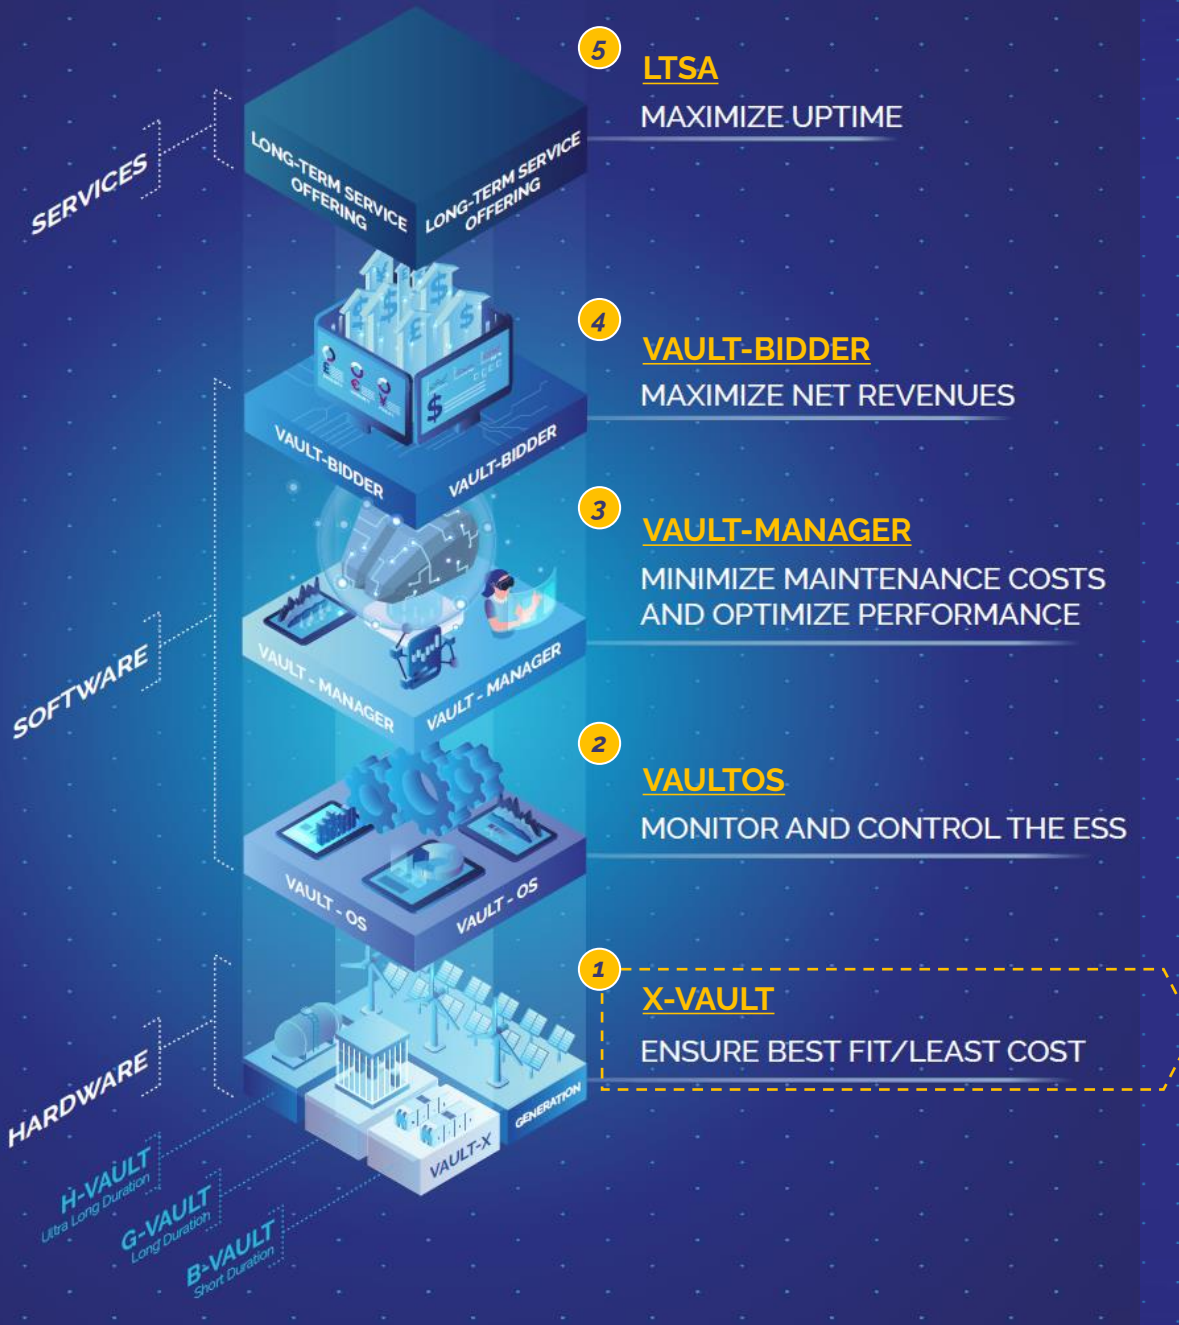 5
LTSA
MAXIMIZE UPTIME
SERVICES
LONG-TERM SERVICE
OFFERING
LONG-TERM SERVICE
OFFERING
4
VAULT-BIDDER
MAXIMIZE NET REVENUES
VAULT-BIDDER
VAULT-BIDDER
3
VAULT-MANAGER
MINIMIZE MAINTENANCE COSTS
AND OPTIMIZE PERFORMANCE
SOFTWARE
VAULT - MANAGER
VAULT - MANAGER
2
VAULTOS
MONITOR AND CONTROL THE ESS
VAULT - OS
VAULT - OS
1
X-VAULT
ENSURE BEST FIT/LEAST COST
HARDWARE
GENERATION
VAULT-X
H-VAULT
Ultra Long Duration
G-VAULT
Long Duration
B-VAULT
Short Duration